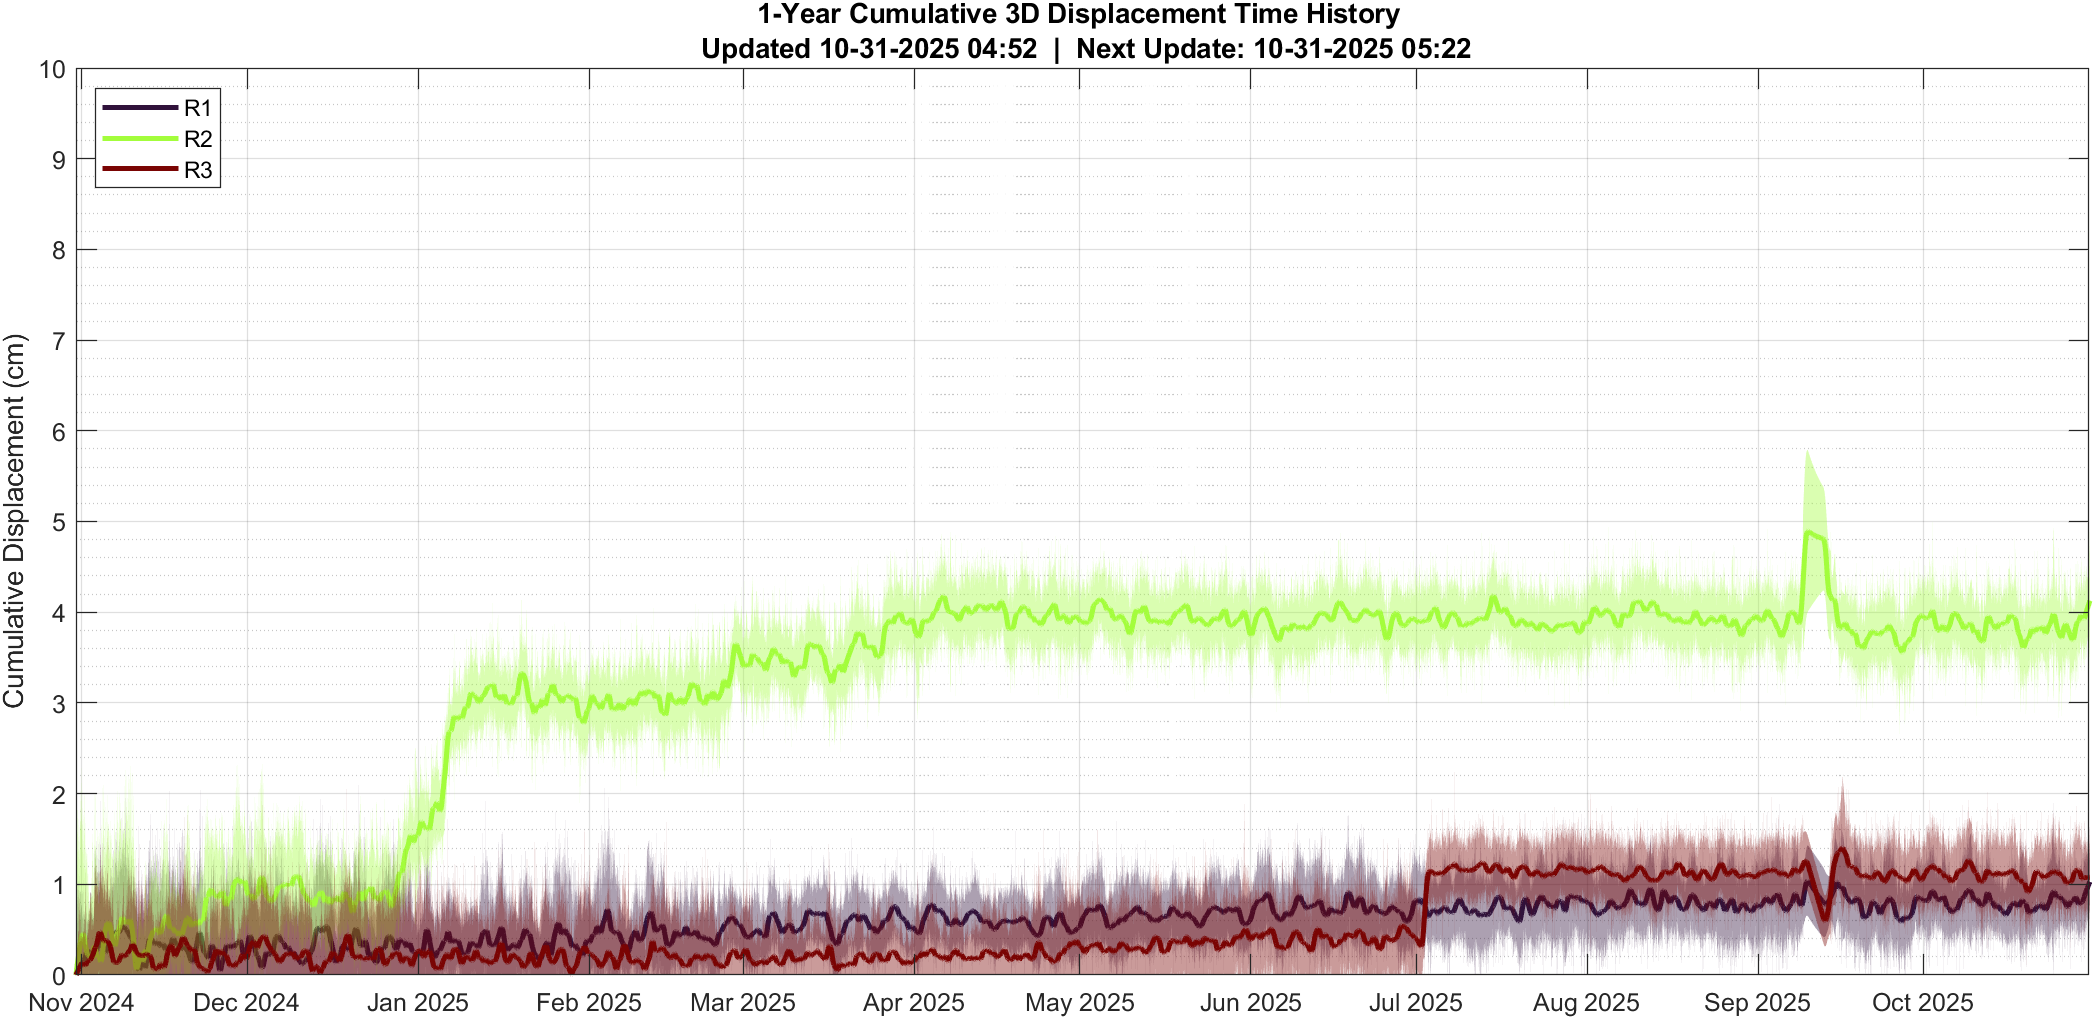 1-Year Cumulative 3D Displacement Time History
Updated 10-31-2025 04:52 | Next Update: 10-31-2025 05:22
R1
R2
R3
Cumulative Displacement (cm)
10
9
8
7
6
5
4
3
2
1
0
Nov 2024 Dec 2024 Jan 2025 Feb 2025 Mar 2025 Apr 2025 May 2025 Jun 2025 Jul 2025 Aug 2025 Sep 2025 Oct 2025